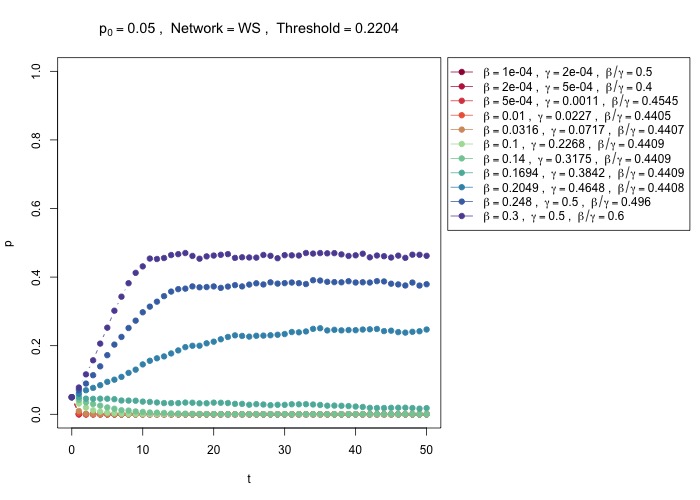 p0 = 0.05 ,  Network = WS ,  Threshold = 0.2204
β = 1e-04 , γ = 2e-04 , β/γ = 0.5
β = 2e-04 , γ = 5e-04 , β/γ = 0.4
β = 5e-04 , γ = 0.0011 , β/γ = 0.4545
β = 0.01 , γ = 0.0227 , β/γ = 0.4405
β = 0.0316 , γ = 0.0717 , β/γ = 0.4407
β = 0.1 , γ = 0.2268 , β/γ = 0.4409
β = 0.14 , γ = 0.3175 , β/γ = 0.4409
β = 0.1694 , γ = 0.3842 , β/γ = 0.4409
β = 0.2049 , γ = 0.4648 , β/γ = 0.4408
β = 0.248 , γ = 0.5 , β/γ = 0.496
β = 0.3 , γ = 0.5 , β/γ = 0.6
1.0
0.8
0.6
0.4
0.2
0.0
p
0 10 20 30 40 50
t